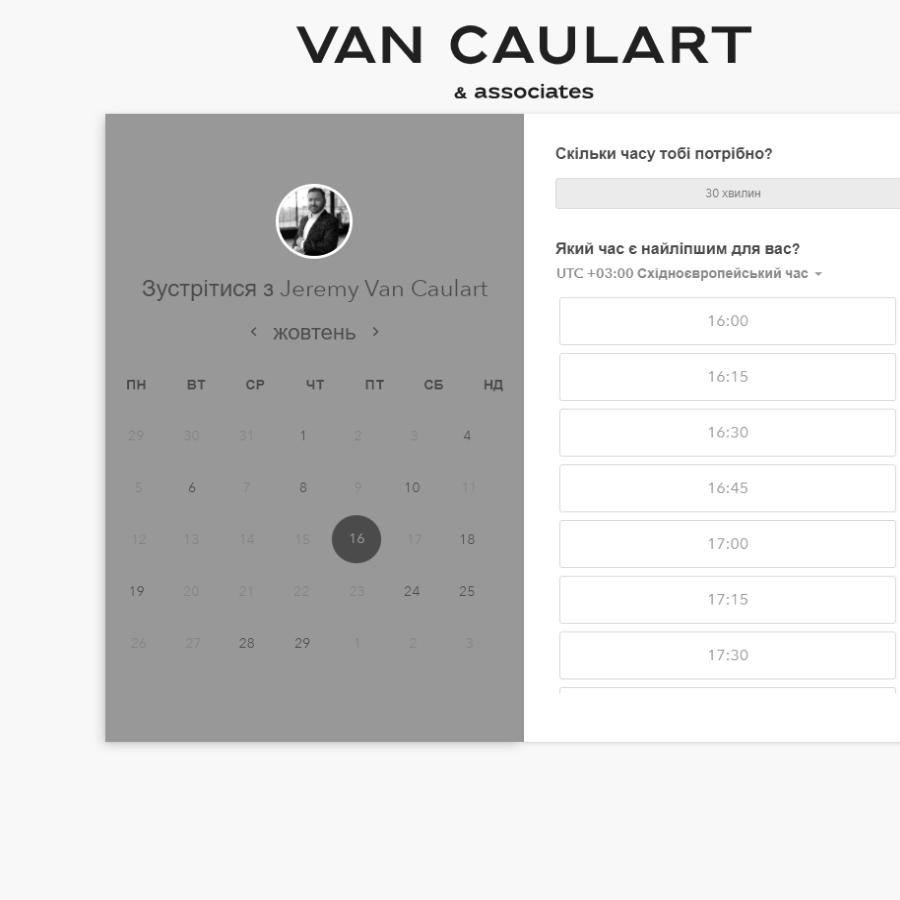 VAN CAULART
& associates
Зустрітися з Jeremy Van Caulart
жовтень
ПН ВТ СР ЧТ ПТ СБ НД
29 30 31 1 2 3 4
5 6 7 8 9 10 11
12 13 14 15 16 17 18
19 20 21 22 23 24 25
26 27 28 29 1 2 3
Скільки часу тобі потрібно?
30 хвилин
Який час є найліпшим для вас?
UTC +03:00 Східноєвропейський час
16:00
16:15
16:30
16:45
17:00
17:15
17:30